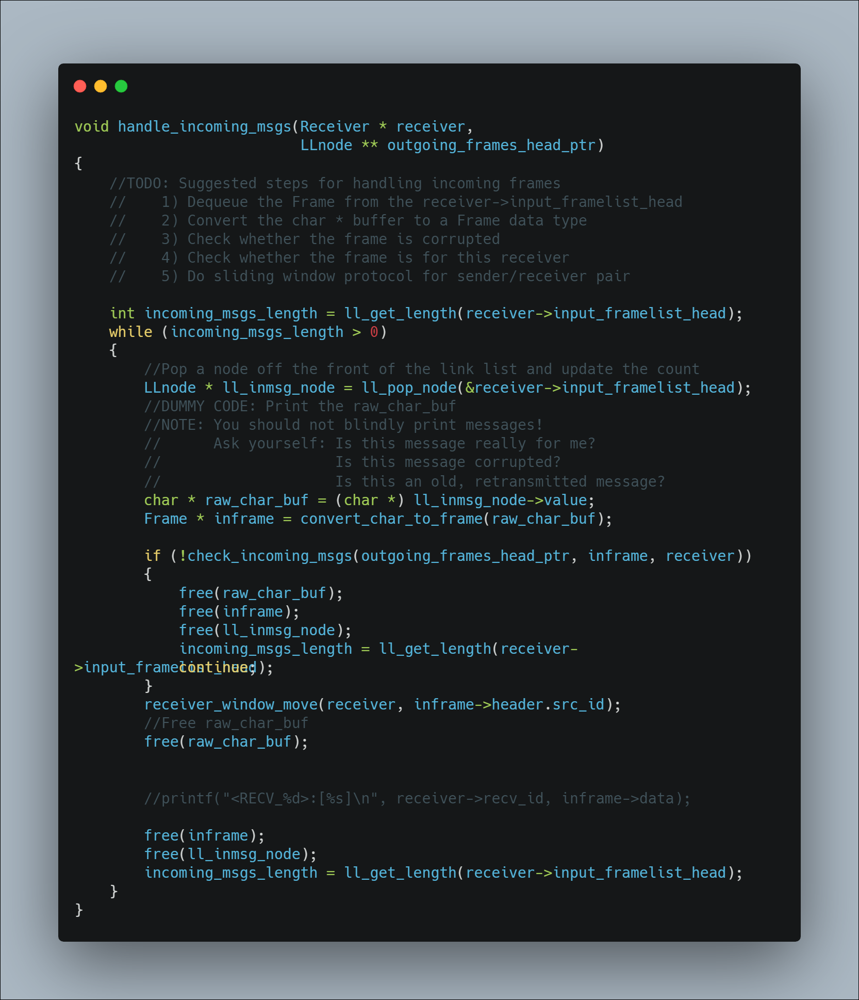 void handle_incoming_msgs(Receiver * receiver,
                          LLnode ** outgoing_frames_head_ptr)
{
    //TODO: Suggested steps for handling incoming frames
    //    1) Dequeue the Frame from the receiver->input_framelist_head
    //    2) Convert the char * buffer to a Frame data type
    //    3) Check whether the frame is corrupted
    //    4) Check whether the frame is for this receiver
    //    5) Do sliding window protocol for sender/receiver pair

    int incoming_msgs_length = ll_get_length(receiver->input_framelist_head);
    while (incoming_msgs_length > 0)
    {
        //Pop a node off the front of the link list and update the count
        LLnode * ll_inmsg_node = ll_pop_node(&receiver->input_framelist_head);
        //DUMMY CODE: Print the raw_char_buf
        //NOTE: You should not blindly print messages!
        //      Ask yourself: Is this message really for me?
        //                    Is this message corrupted?
        //                    Is this an old, retransmitted message?
        char * raw_char_buf = (char *) ll_inmsg_node->value;
        Frame * inframe = convert_char_to_frame(raw_char_buf);

        if (!check_incoming_msgs(outgoing_frames_head_ptr, inframe, receiver))
        {
            free(raw_char_buf);
            free(inframe);
            free(ll_inmsg_node);
            incoming_msgs_length = ll_get_length(receiver-
>input_framelist_head);
            continue;
        }
        receiver_window_move(receiver, inframe->header.src_id);
        //Free raw_char_buf
        free(raw_char_buf);


        //printf("<RECV_%d>:[%s]\n", receiver->recv_id, inframe->data);

        free(inframe);
        free(ll_inmsg_node);
        incoming_msgs_length = ll_get_length(receiver->input_framelist_head);
    }
}